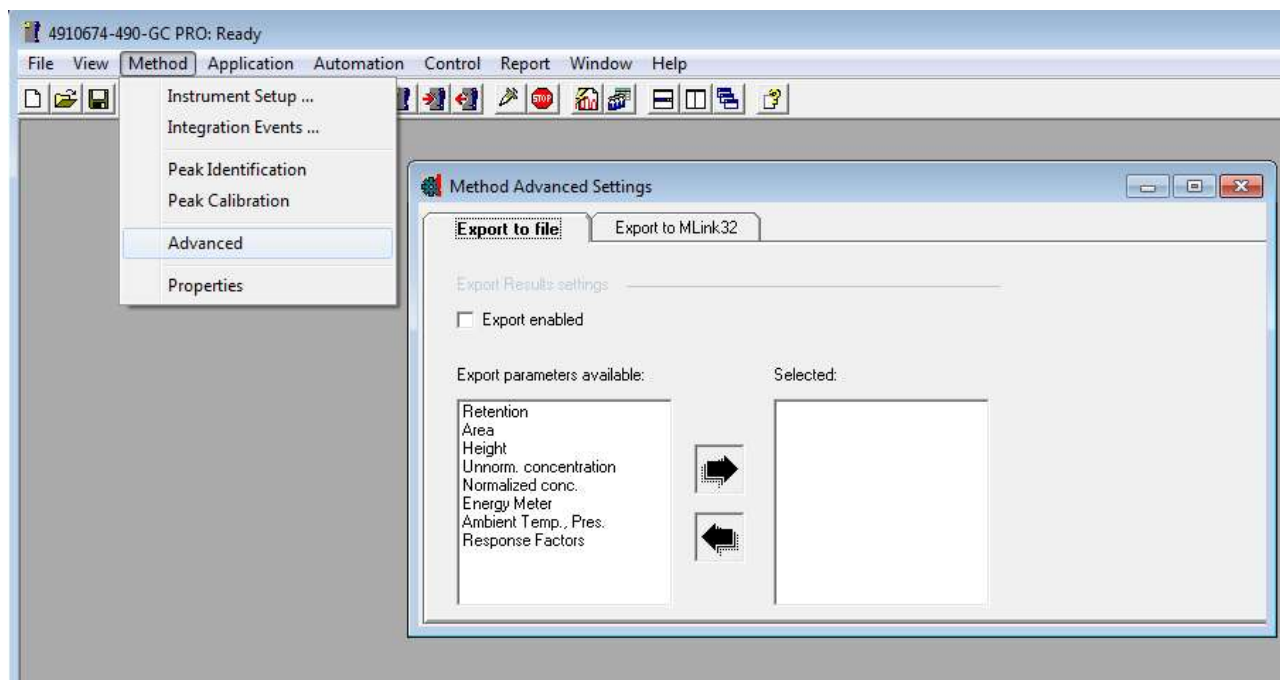 4910674-490-GC PRO: Ready
File View Method Application Automation Control Report Window Help
STOP
Instrument Setup ...
Integration Events ...
Peak Identification
Peak Calibration
Advanced
Properties
Method Advanced Settings
Export to file Export to MLink32
Export Results settings
Export enabled
Export parameters available: Selected:
Retention
Area
Height
Unnorm. concentration
Normalized conc.
Energy Meter
Ambient Temp., Pres.
Response Factors